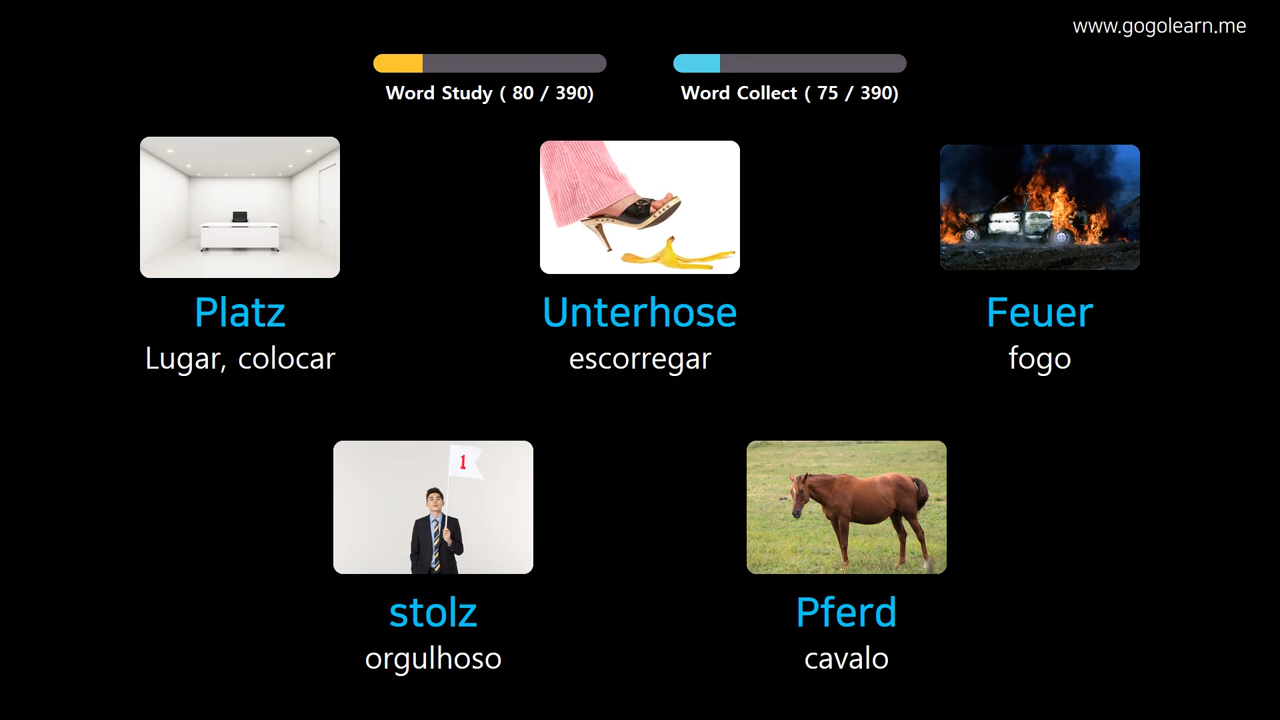 www.gogolearn.me
Word Study ( 80 / 390)
Word Collect ( 75 / 390)
Platz
Lugar, colocar
Unterhose
escorregar
Feuer
fogo
1
stolz
orgulhoso
Pferd
cavalo